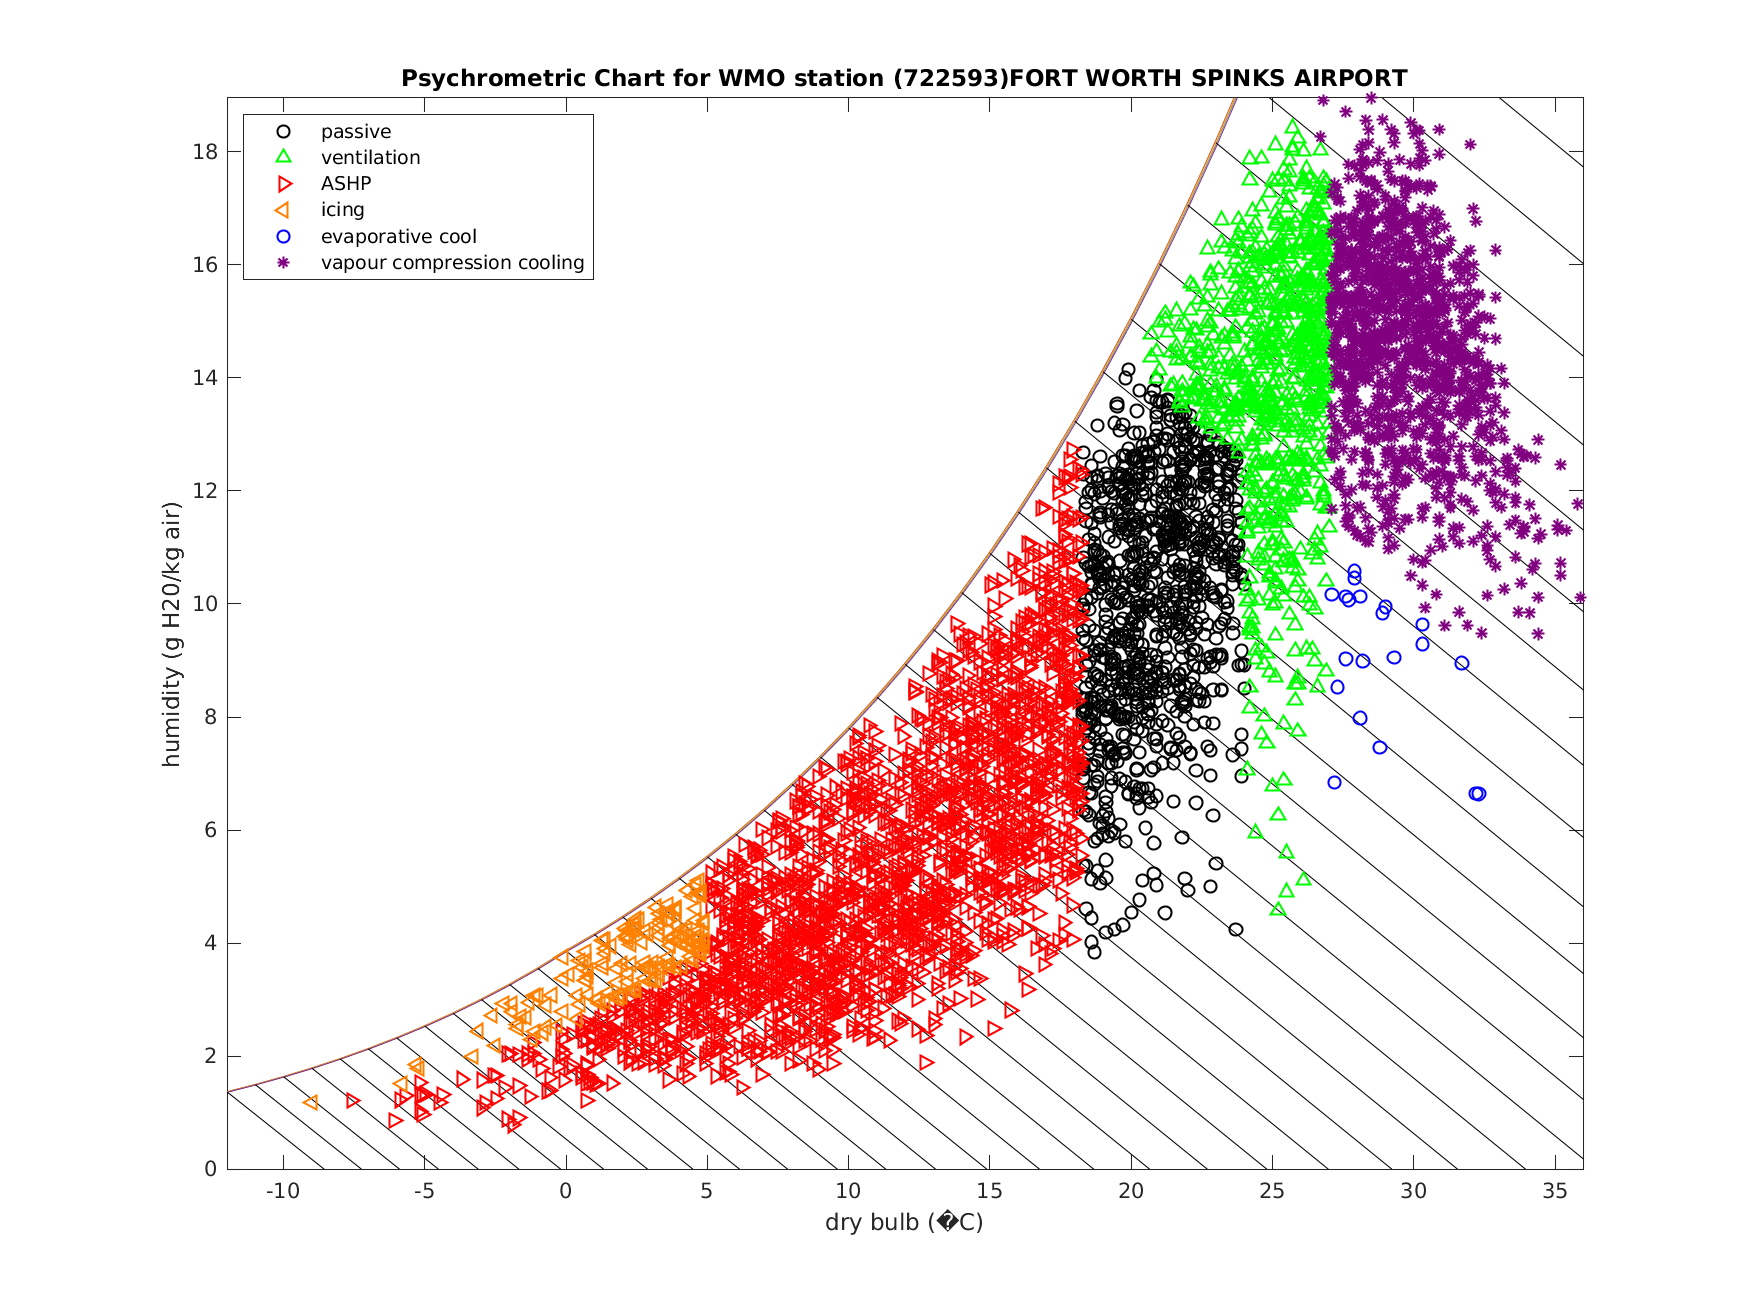 Psychrometric Chart for WMO station (722593)FORT WORTH SPINKS AIRPORT
passive
ventilation
ASHP
icing
evaporative cool
vapour compression cooling
18
16
14
12
10
8
6
4
2
0
humidity (g H20/kg air)
-10 -5 0 5 10 15 20 25 30 35
dry bulb (�C)